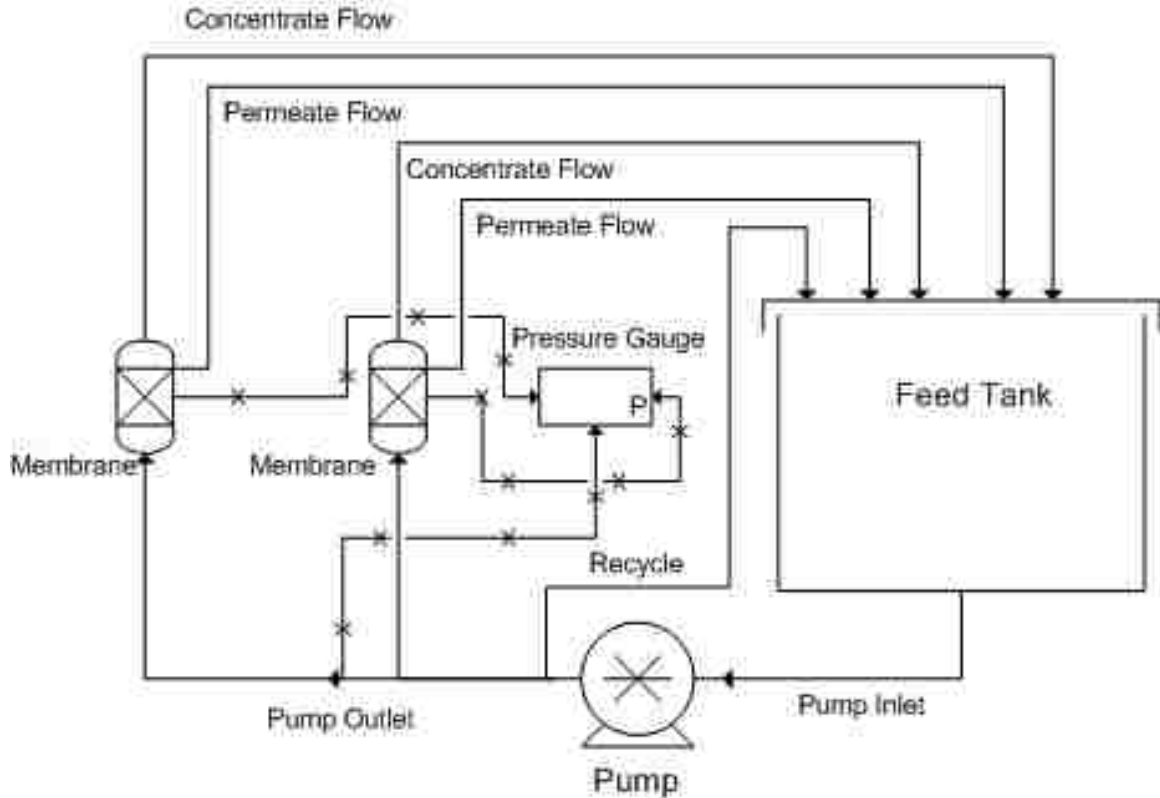 Concentrate Flow
Permeate Flow
Concentrate Flow
Permeate Flow
Pressure Gauge
P
Feed Tank
Membrane
Membrane
Recycle
Pump Outlet
Pump Inlet
Pump